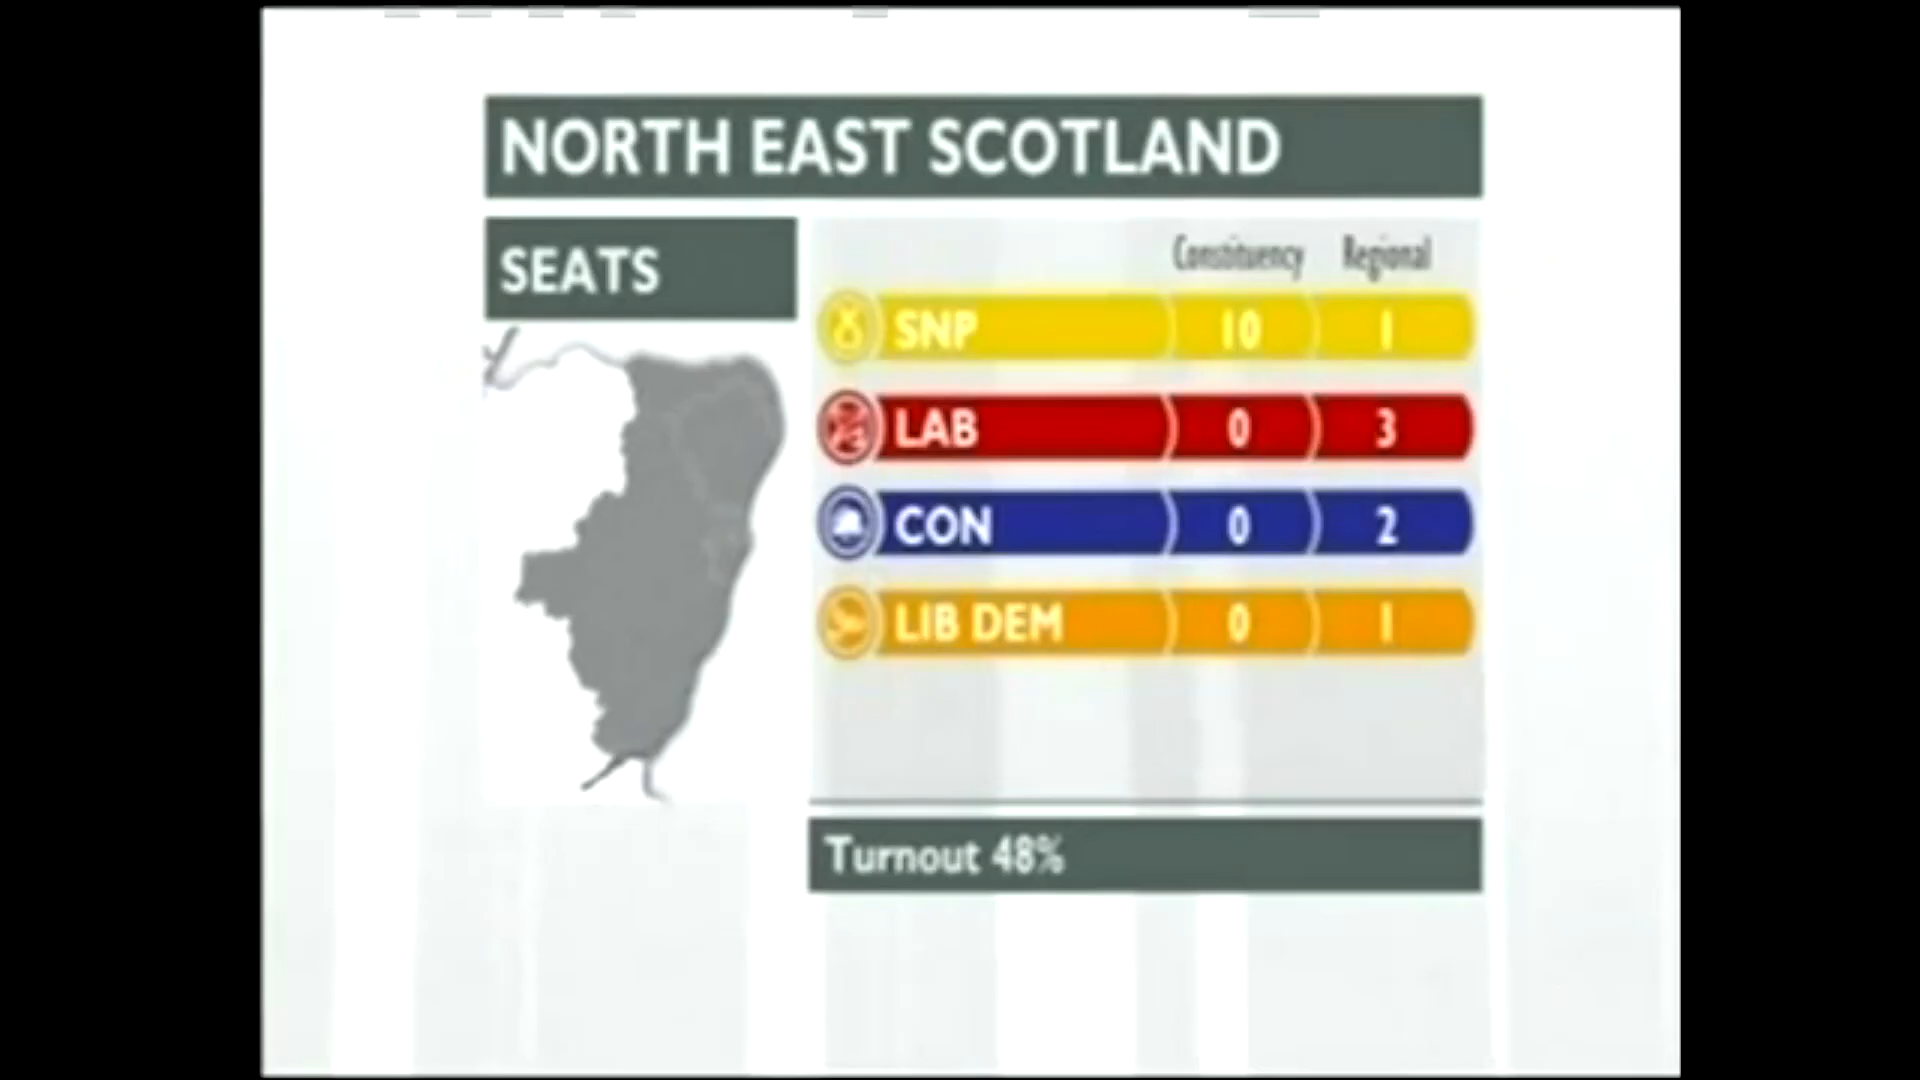 NORTH EAST SCOTLAND
SEATS
Constituency Regional
SNP 10 1
LAB 0 3
CON 0 2
LIB DEM 0 1
Turnout 48%